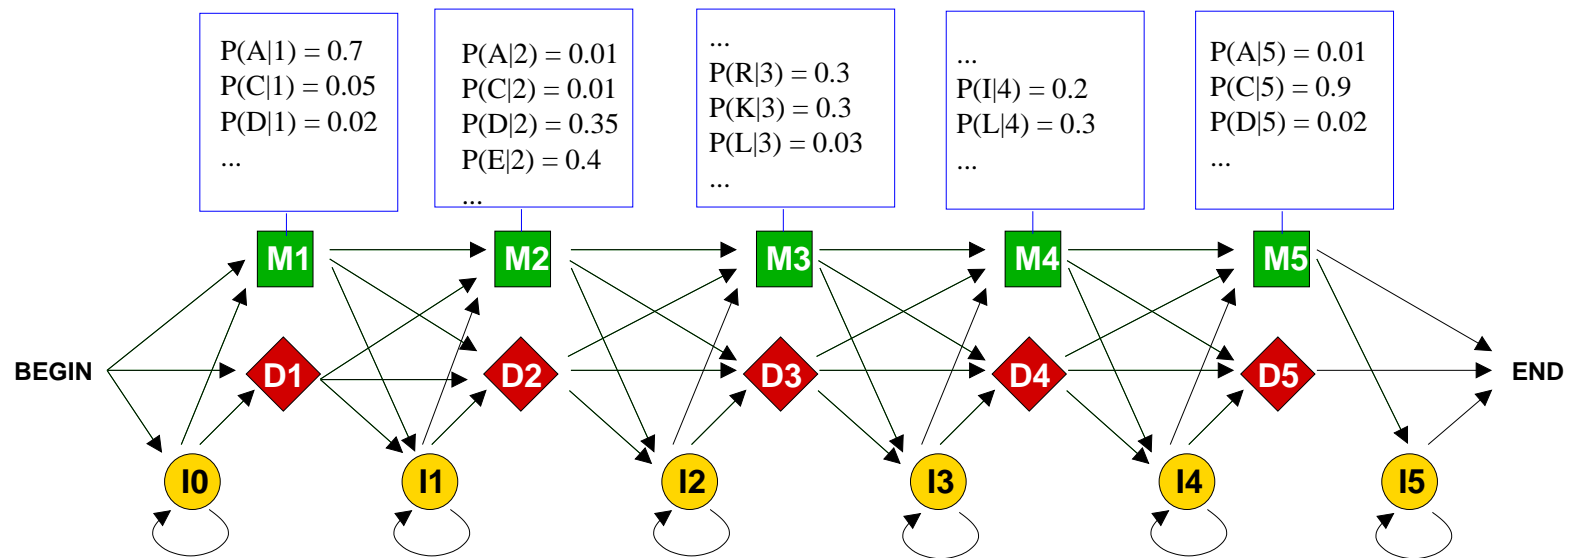 P(A|1) = 0.7
P(C|1) = 0.05
P(D|1) = 0.02
...
P(A|2) = 0.01
P(C|2) = 0.01
P(D|2) = 0.35
P(E|2) = 0.4
...
...
P(R|3) = 0.3
P(K|3) = 0.3
P(L|3) = 0.03
...
...
P(I|4) = 0.2
P(L|4) = 0.3
...
P(A|5) = 0.01
P(C|5) = 0.9
P(D|5) = 0.02
...
M1 M2 M3 M4 M5
BEGIN D1 D2 D3 D4 D5 END
I0 I1 I2 I3 I4 I5